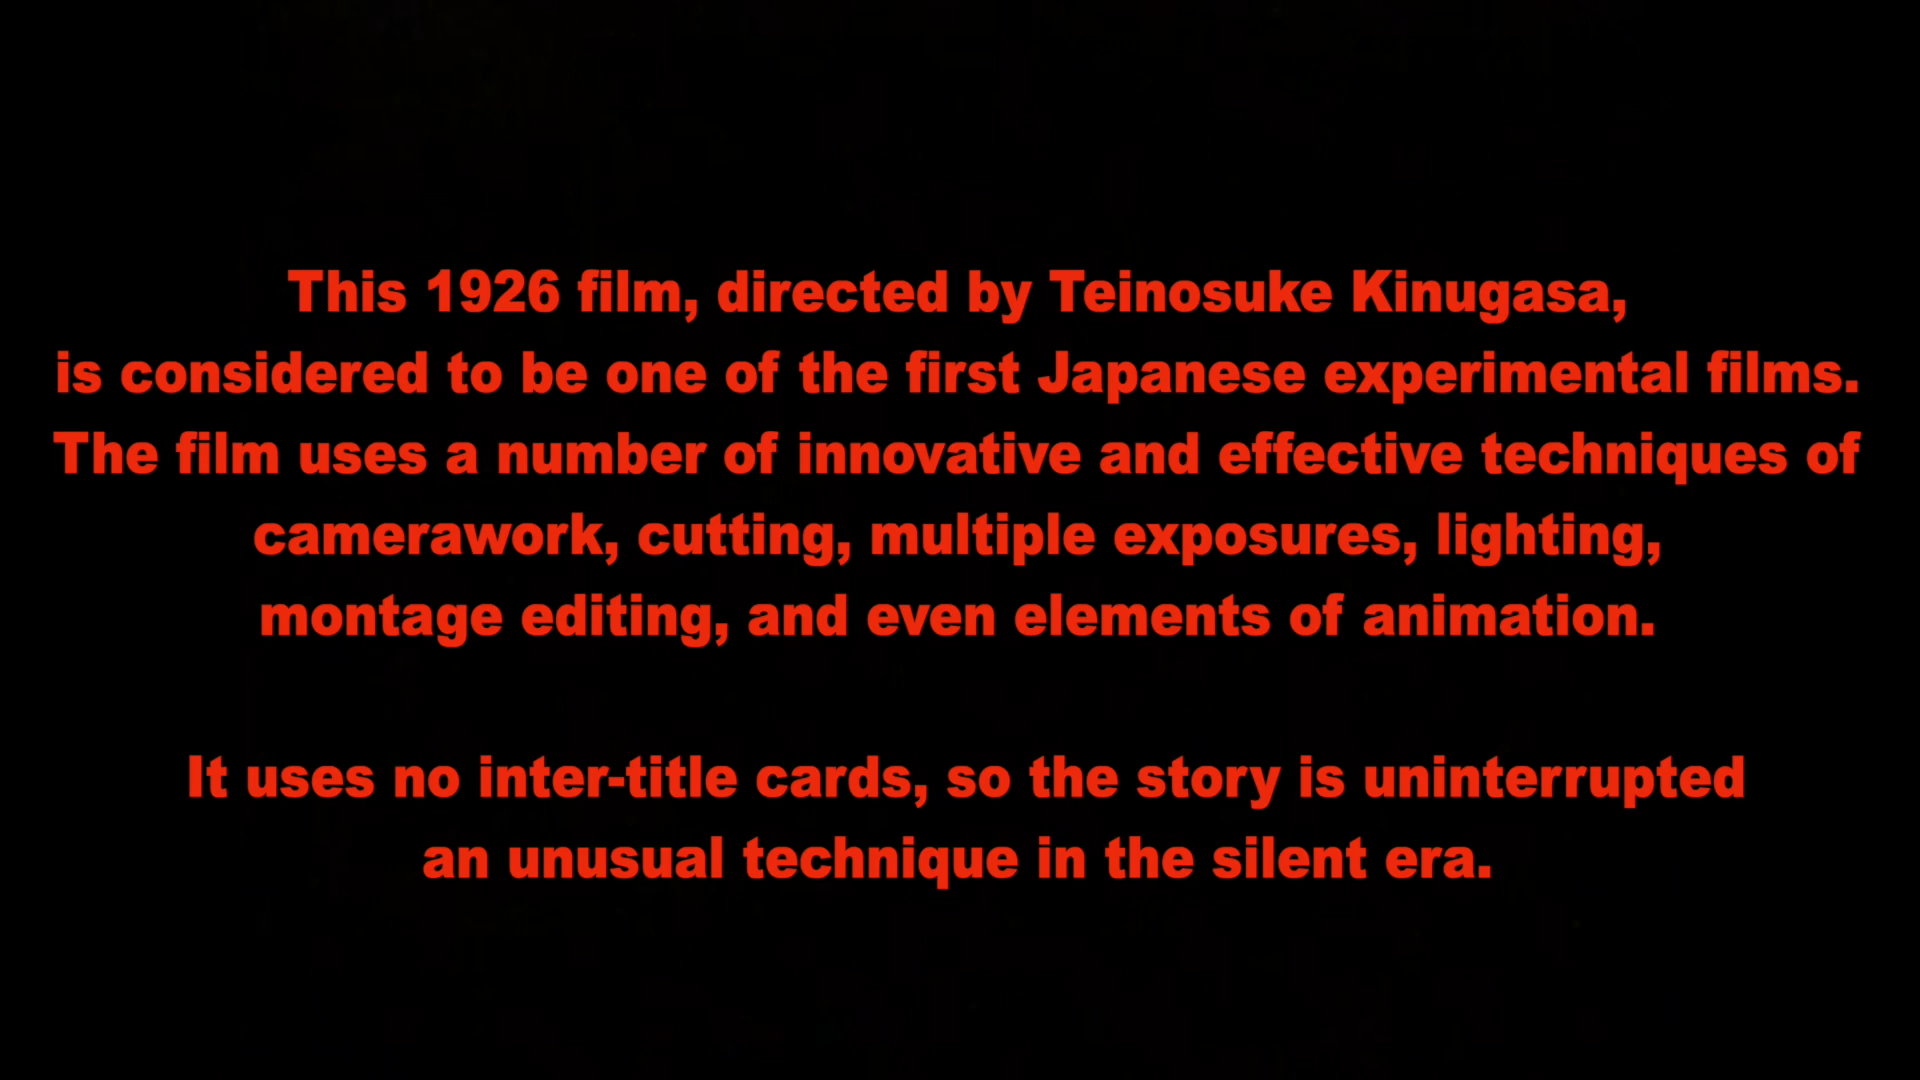 This 1926 film, directed by Teinosuke Kinugasa,
is considered to be one of the first Japanese experimental films.
The film uses a number of innovative and effective techniques of
camerawork, cutting, multiple exposures, lighting,
montage editing, and even elements of animation.
It uses no inter-title cards, so the story is uninterrupted
an unusual technique in the silent era.